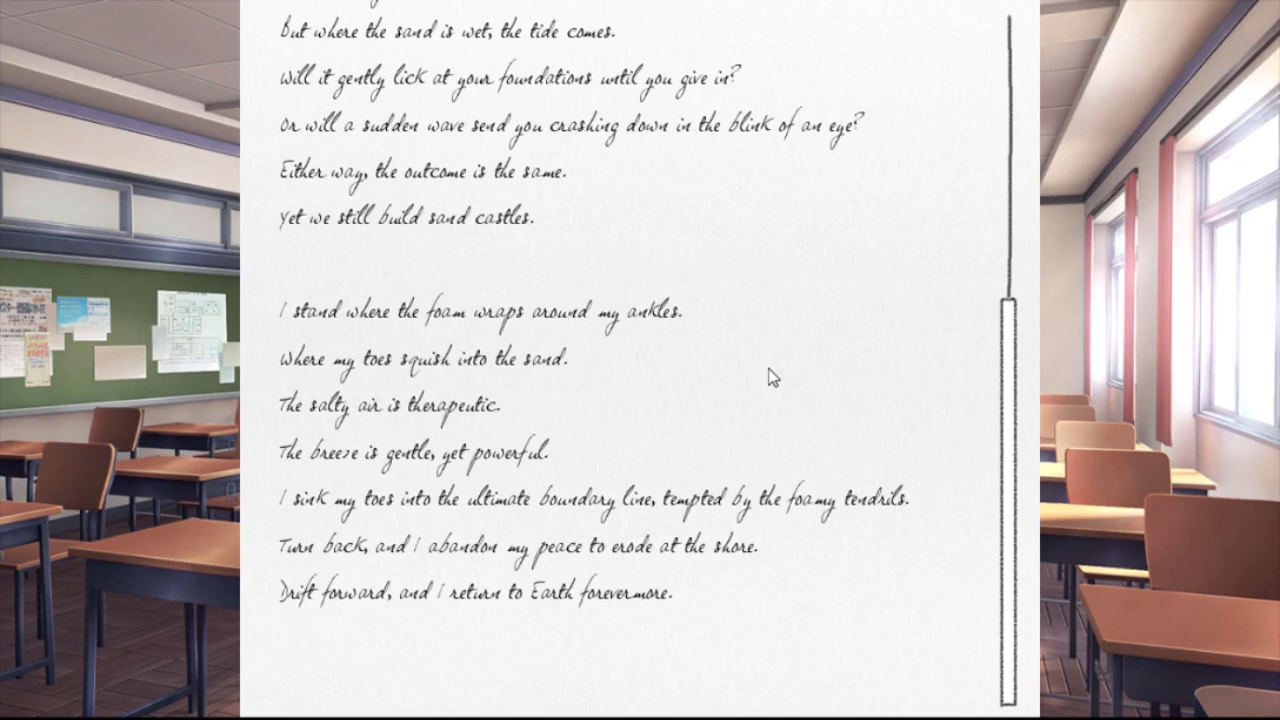 But where the sand is wet, the tide comes.
Will it gently lick at your foundations until you give in?
Or will a sudden wave send you crashing down in the blink of an eye?
Either way, the outcome is the same.
Yet we still build sand castles.
I stand where the foam wraps around my ankles.
Where my toes squish into the sand.
The salty air is therapeutic.
The breeze is gentle, yet powerful.
I sink my toes into the ultimate boundary line, tempted by the foamy tendrils.
Turn back, and I abandon my peace to erode at the shore.
Drift forward, and I return to Earth forevermore.